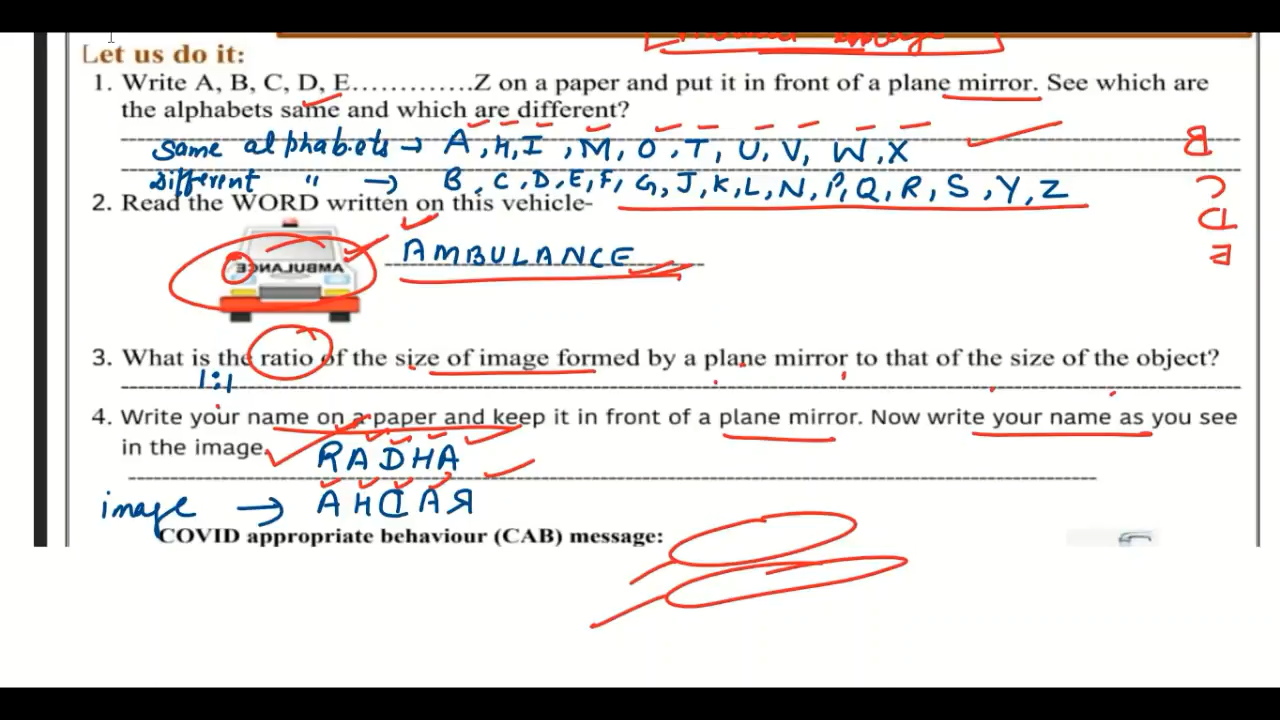 Let us do it:
1. Write A, B, C, D, E.............Z on a paper and put it in front of a plane mirror. See which are
the alphabets same and which are different?
Same alphabets → A, H, I, M, O, T, U, V, W, X
Different " → B, C, D, E, F, G, J, K, L, N, P, Q, R, S, Y, Z
B
C
D
E
2. Read the WORD written on this vehicle-
AMBULANCE
AMBULANCE
3. What is the ratio of the size of image formed by a plane mirror to that of the size of the object?
1:1
4. Write your name on a paper and keep it in front of a plane mirror. Now write your name as you see
in the image.
RADHA
image → AHDAR
COVID appropriate behaviour (CAB) message: